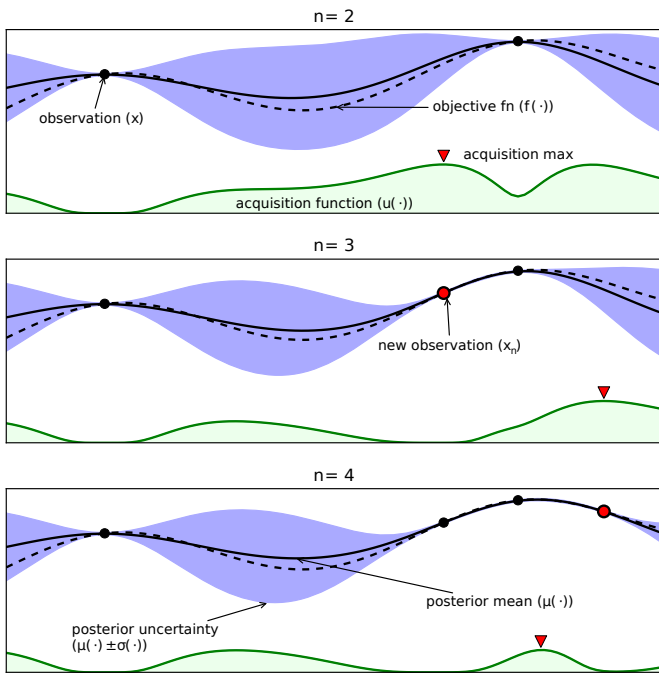 n= 2
observation (x)
objective fn (f(·))
acquisition max
acquisition function (u(·))
n= 3
new observation (xₙ)
n= 4
posterior mean (μ(·))
posterior uncertainty
(μ(·) ±σ(·))